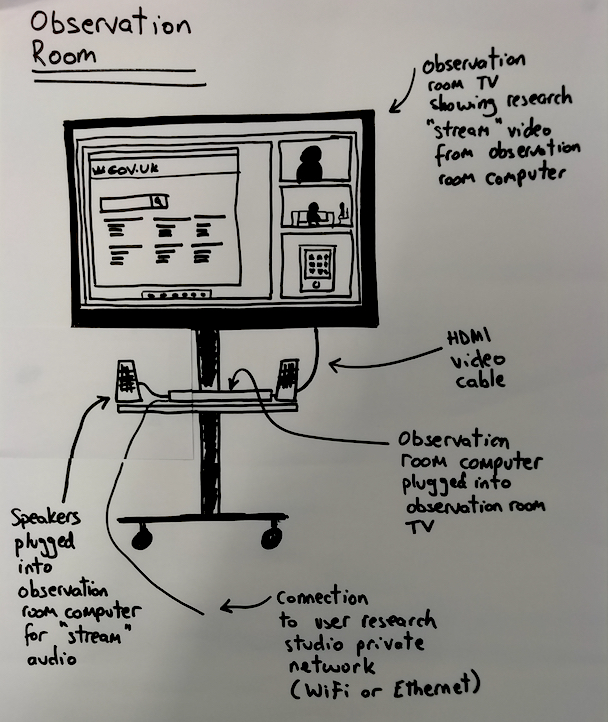 Observation
Room
Observation
room TV
showing research
"stream" video
from observation
room computer
GOV.UK
HDMI
video
cable
Observation
room computer
plugged into
observation room
TV
Speakers
plugged
into
observation
room computer
for "stream"
audio
Connection
to user research
studio private
network
(WiFi or Ethernet)